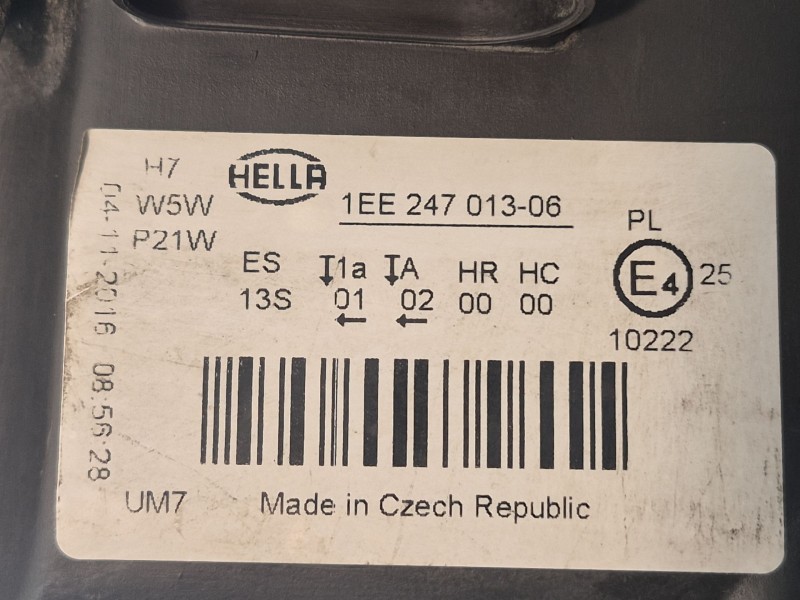 H7
W5W
P21W
HELLA
1EE 247 013-06
ES
13S
1a
01
A
02
HR
00
HC
00
PL
E4
25
10222
04-11-2016 08:56:28
UM7
Made in Czech Republic